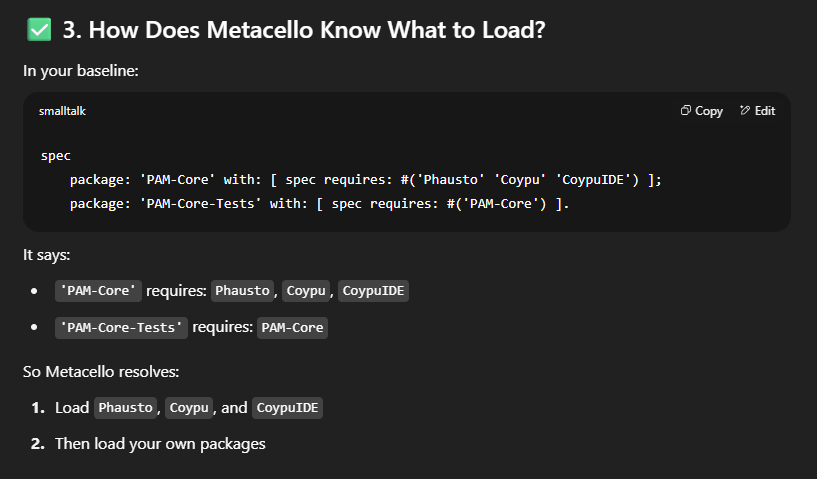 ✅ 3. How Does Metacello Know What to Load?
In your baseline:
smalltalk
Copy
Edit
spec
package: 'PAM-Core' with: [ spec requires: #('Phausto' 'Coypu' 'CoypuIDE') ];
package: 'PAM-Core-Tests' with: [ spec requires: #('PAM-Core') ].
It says:
• 'PAM-Core' requires: Phausto, Coypu, CoypuIDE
• 'PAM-Core-Tests' requires: PAM-Core
So Metacello resolves:
1. Load Phausto, Coypu, and CoypuIDE
2. Then load your own packages